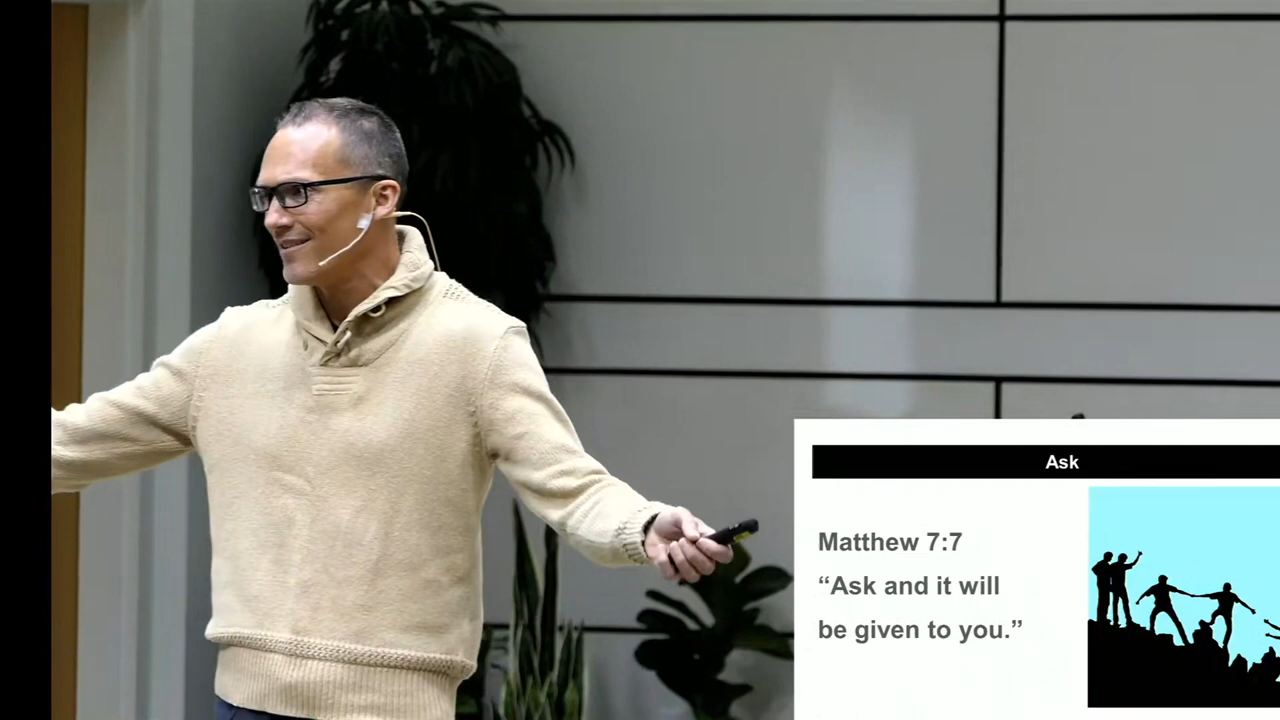 Ask
Matthew 7:7
“Ask and it will
be given to you.”